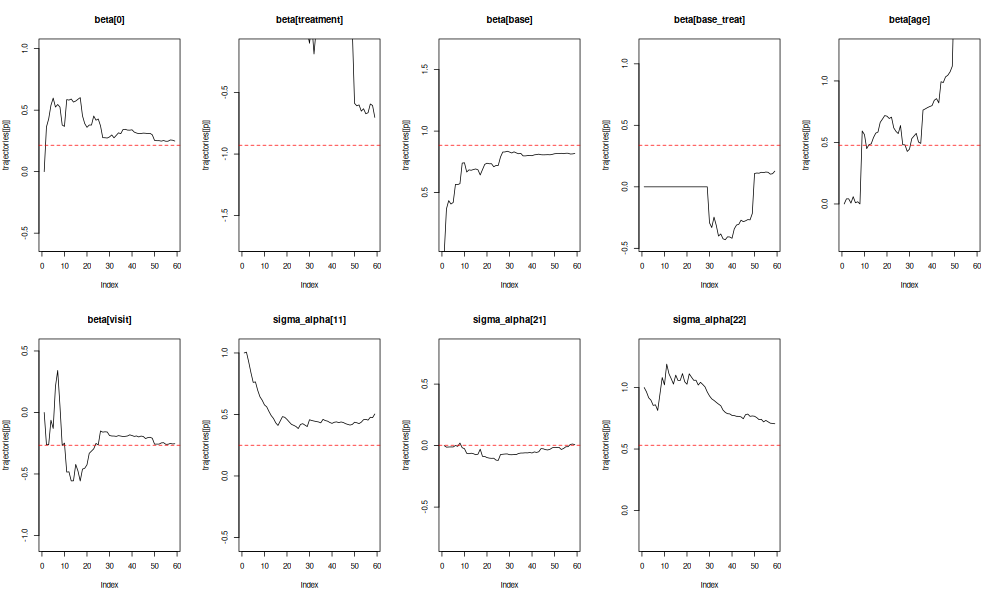 beta[0]
trajectories[[p]]
-0.5 0.0 0.5 1.0
0 10 20 30 40 50 60
Index
beta[treatment]
trajectories[[p]]
-1.5 -1.0 -0.5
0 10 20 30 40 50 60
Index
beta[base]
trajectories[[p]]
0.5 1.0 1.5
0 10 20 30 40 50 60
Index
beta[base_treat]
trajectories[[p]]
-0.5 0.0 0.5 1.0
0 10 20 30 40 50 60
Index
beta[age]
trajectories[[p]]
0.0 0.5 1.0
0 10 20 30 40 50 60
Index
beta[visit]
trajectories[[p]]
-1.0 -0.5 0.0 0.5
0 10 20 30 40 50 60
Index
sigma_alpha[11]
trajectories[[p]]
-0.5 0.0 0.5 1.0
0 10 20 30 40 50 60
Index
sigma_alpha[21]
trajectories[[p]]
-0.5 0.0 0.5
0 10 20 30 40 50 60
Index
sigma_alpha[22]
trajectories[[p]]
0.0 0.5 1.0
0 10 20 30 40 50 60
Index